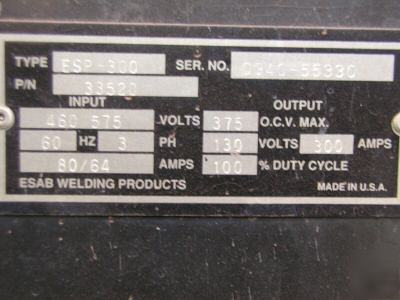 TYPE ESP-300 SER. NO. C94C-55330
P/N 33520
INPUT OUTPUT
460 575 VOLTS 375 O.C.V. MAX.
60 HZ 3 PH 130 VOLTS 300 AMPS
80/64 AMPS 100 % DUTY CYCLE
ESAB WELDING PRODUCTS MADE IN U.S.A.